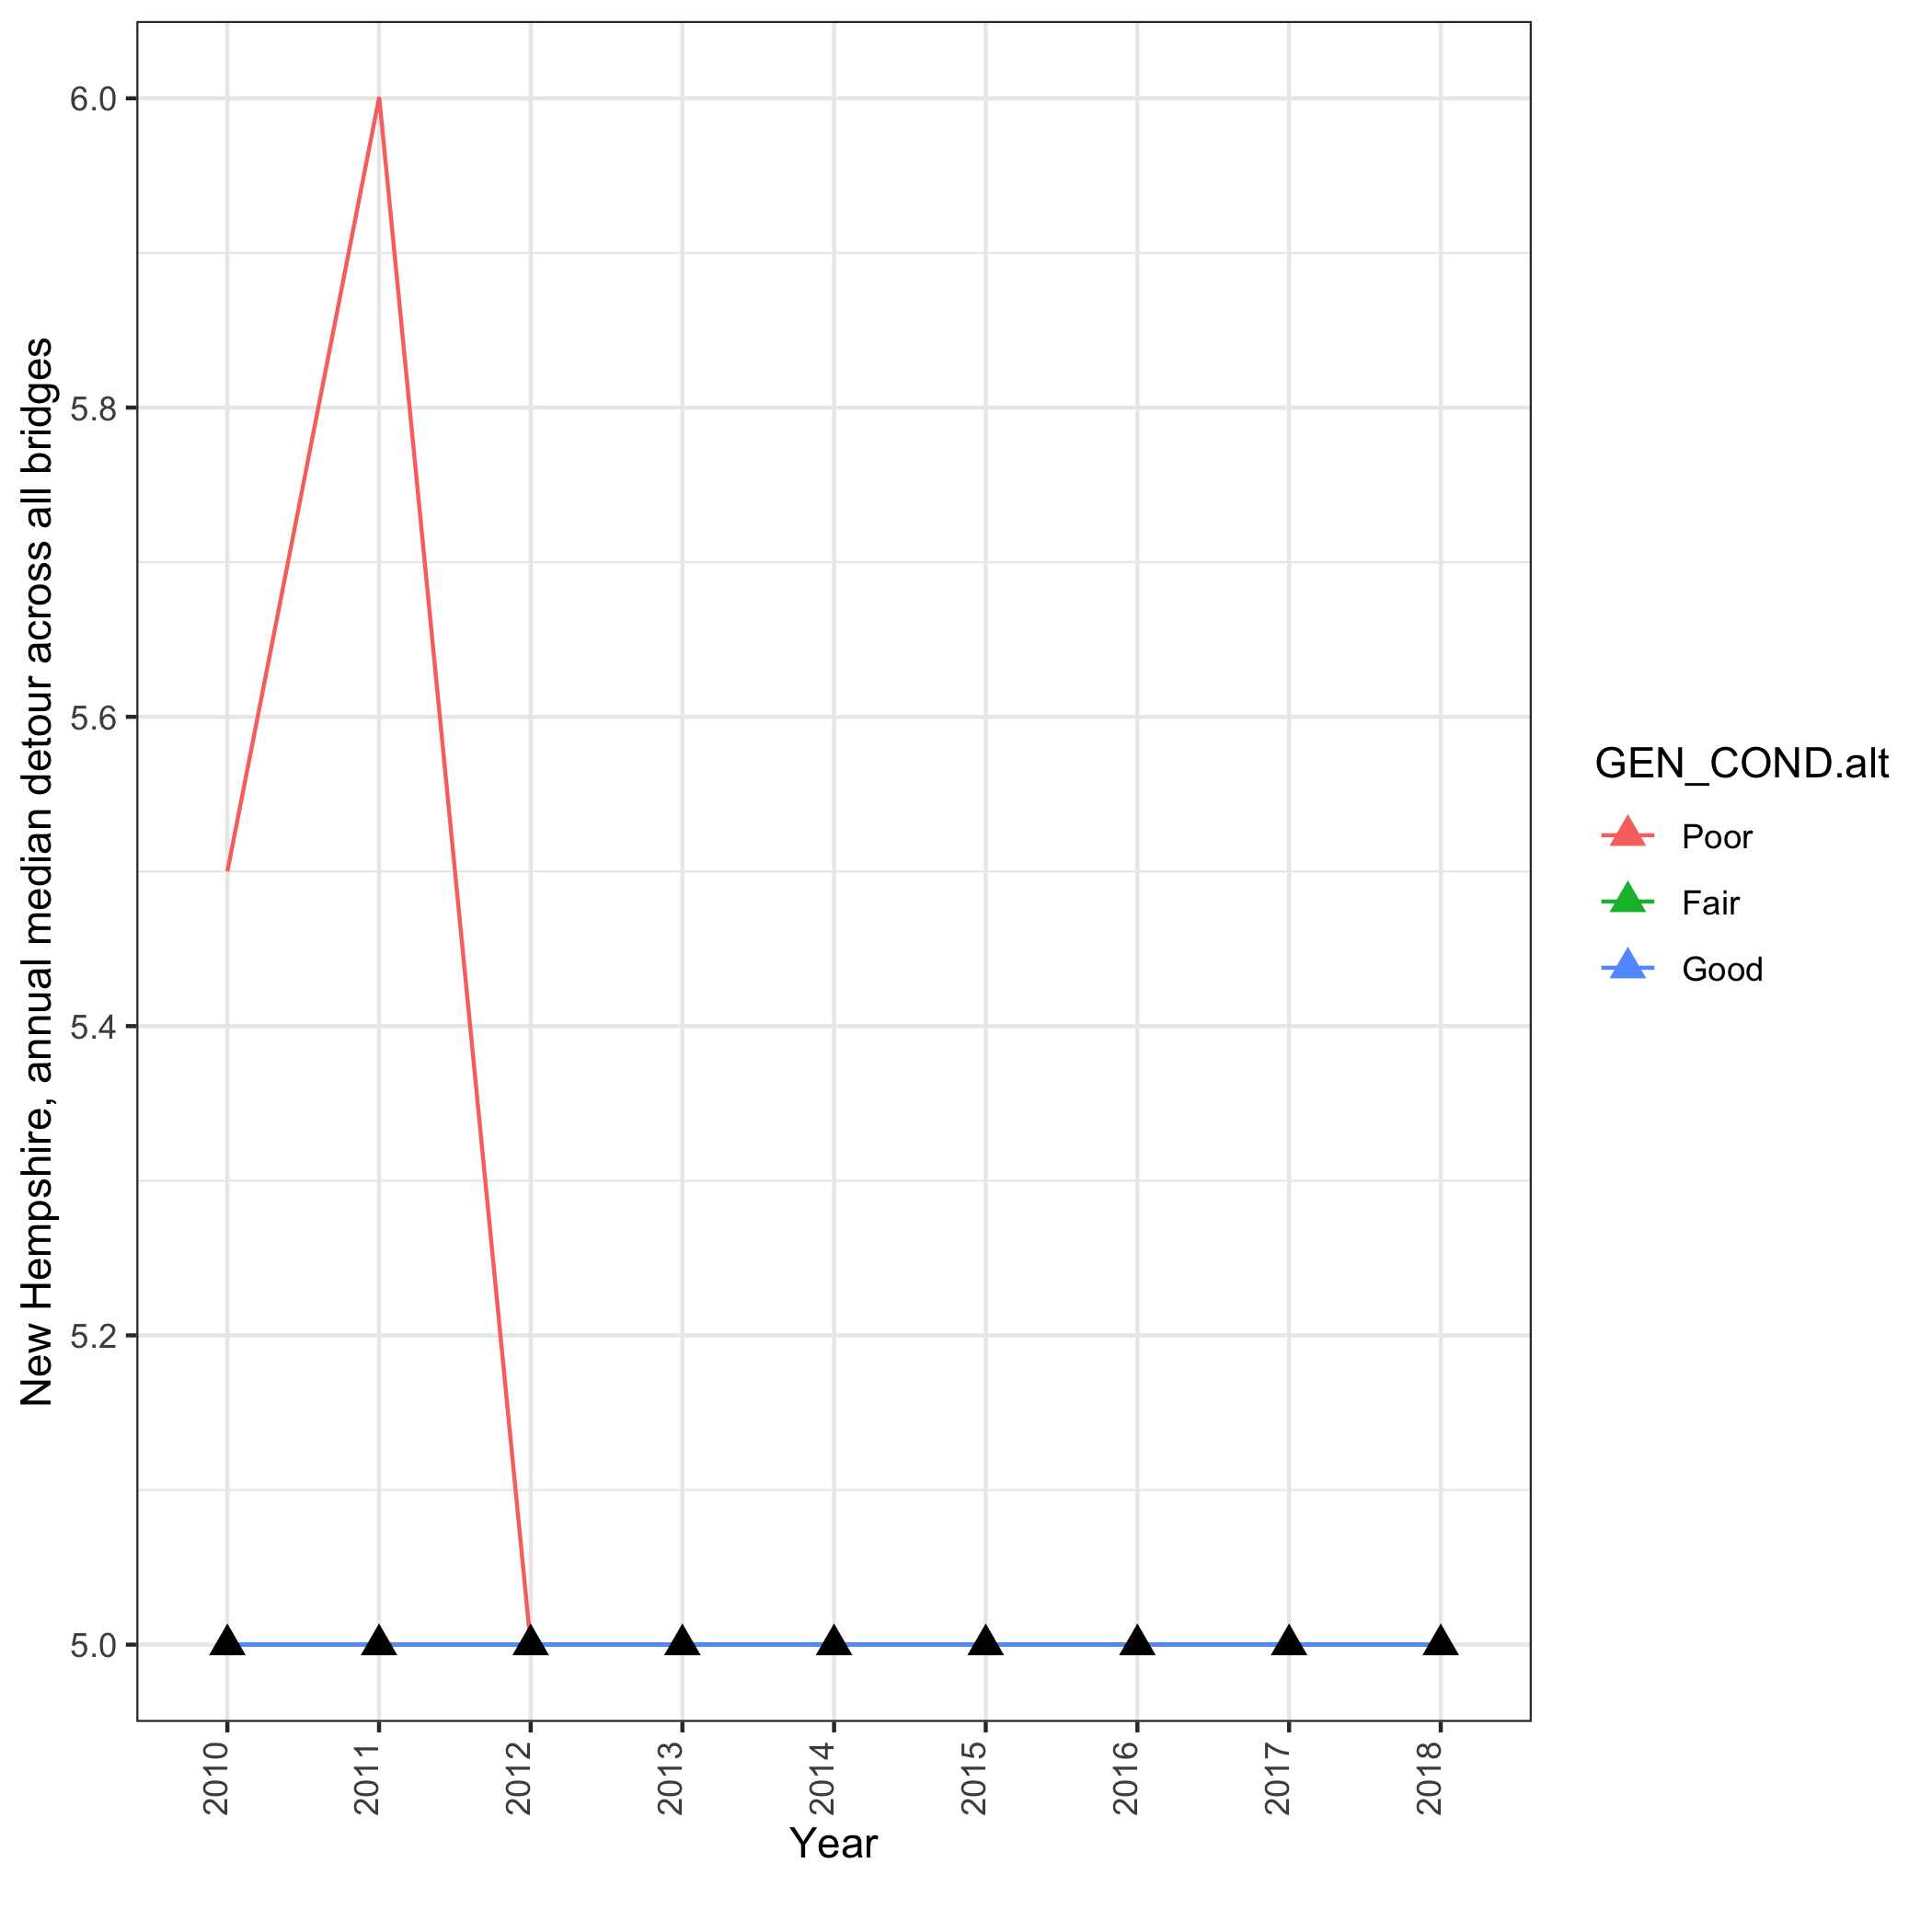 New Hempshire, annual median detour across all bridges
6.0
5.8
5.6
5.4
5.2
5.0
2010
2011
2012
2013
2014
2015
2016
2017
2018
Year
GEN_COND.alt
Poor
Fair
Good